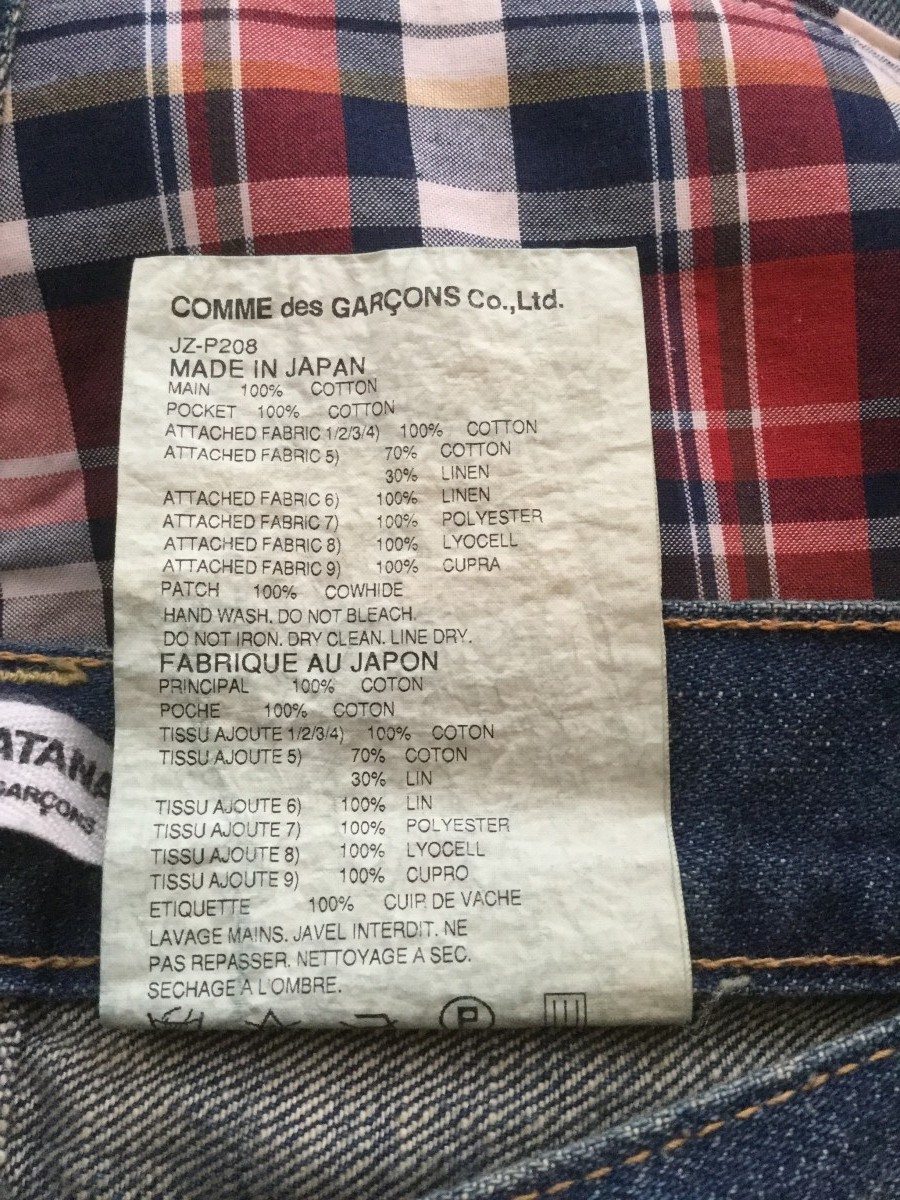 COMME des GARÇONS Co.,Ltd.
JZ-P208
MADE IN JAPAN
MAIN 100% COTTON
POCKET 100% COTTON
ATTACHED FABRIC 1/2/3/4) 100% COTTON
ATTACHED FABRIC 5) 70% COTTON
30% LINEN
ATTACHED FABRIC 6) 100% LINEN
ATTACHED FABRIC 7) 100% POLYESTER
ATTACHED FABRIC 8) 100% LYOCELL
ATTACHED FABRIC 9) 100% CUPRA
PATCH 100% COWHIDE
HAND WASH. DO NOT BLEACH.
DO NOT IRON. DRY CLEAN. LINE DRY.
FABRIQUE AU JAPON
PRINCIPAL 100% COTON
POCHE 100% COTON
TISSU AJOUTE 1/2/3/4) 100% COTON
TISSU AJOUTE 5) 70% COTON
30% LIN
TISSU AJOUTE 6) 100% LIN
TISSU AJOUTE 7) 100% POLYESTER
TISSU AJOUTE 8) 100% LYOCELL
TISSU AJOUTE 9) 100% CUPRO
ETIQUETTE 100% CUIR DE VACHE
LAVAGE MAINS. JAVEL INTERDIT. NE
PAS REPASSER. NETTOYAGE A SEC.
SECHAGE A L'OMBRE.
P
ATANA
GARÇONS